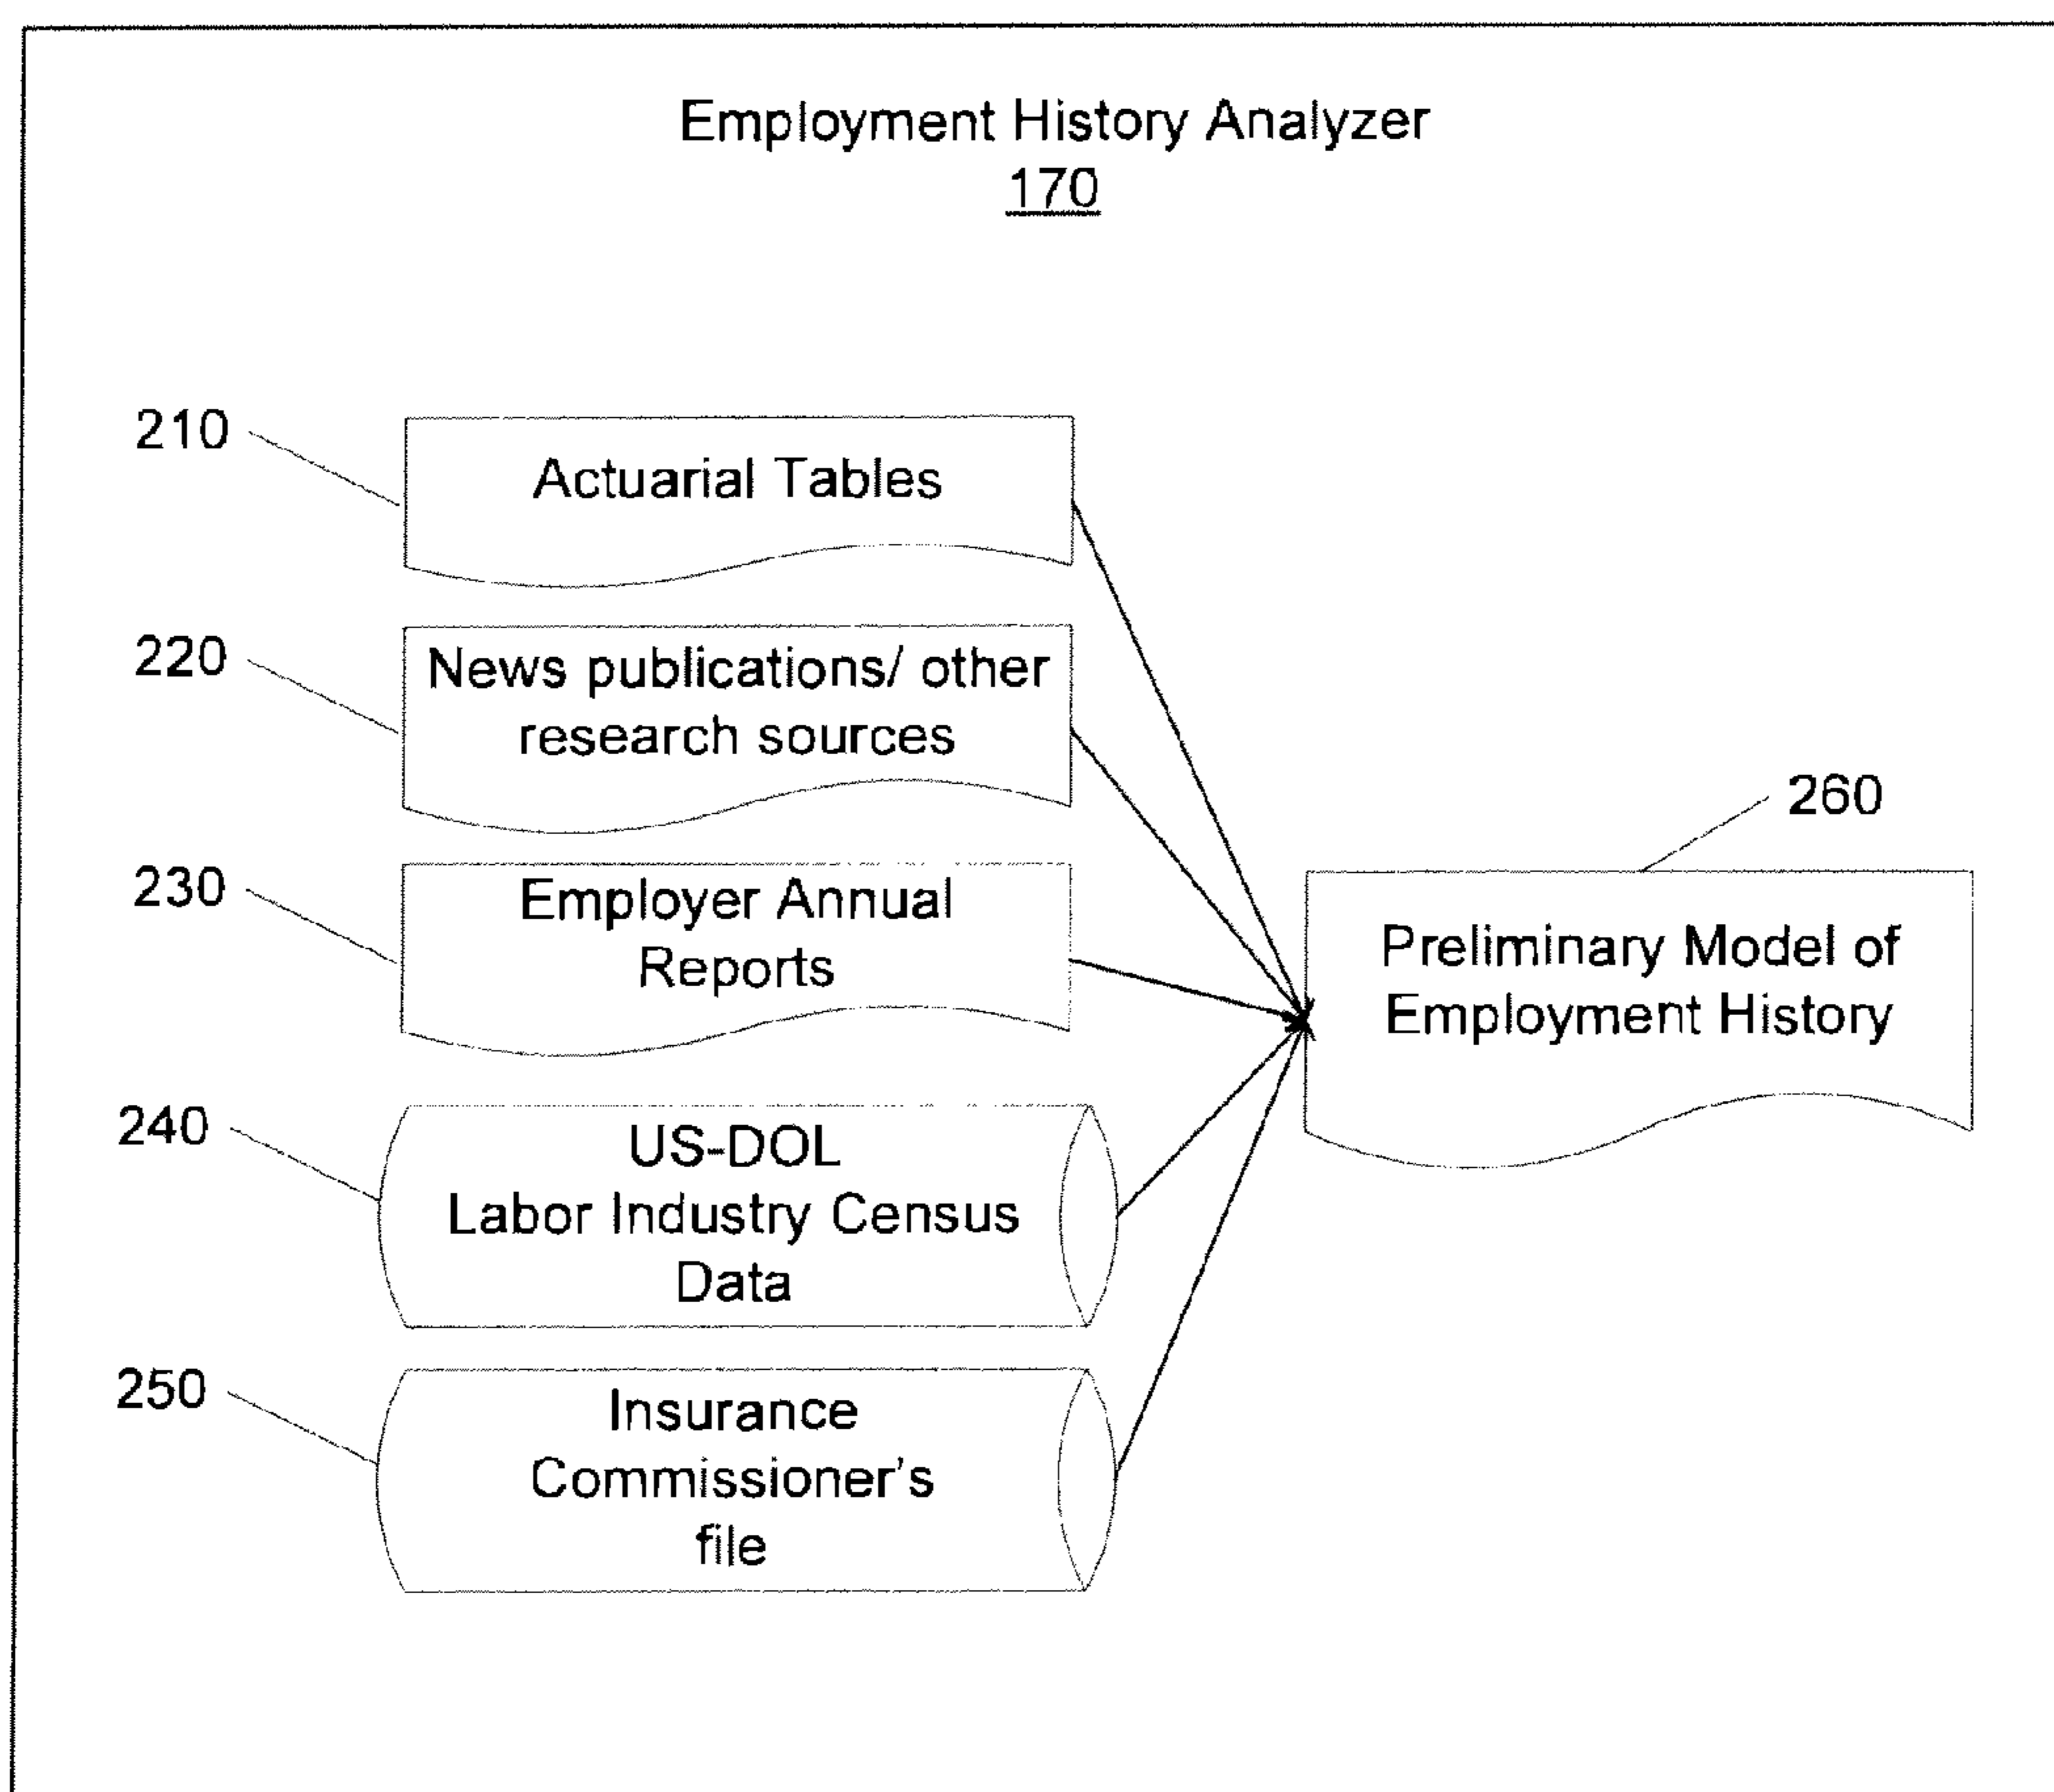 Employment History Analyzer
170
210
Actuarial Tables
220
News publications/ other
research sources
230
Employer Annual
Reports
240
US-DOL
Labor Industry Census
Data
250
Insurance
Commissioner's
file
260
Preliminary Model of
Employment History